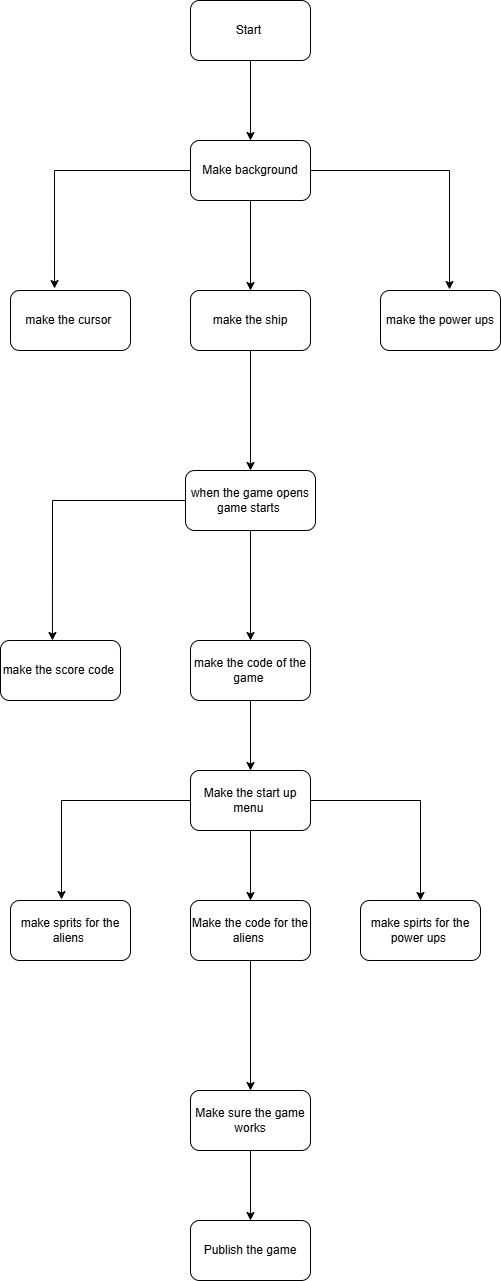 Start
Make background
make the cursor
make the ship
make the power ups
when the game opens
game starts
make the score code
make the code of the
game
Make the start up
menu
make sprits for the
aliens
Make the code for the
aliens
make spirts for the
power ups
Make sure the game
works
Publish the game